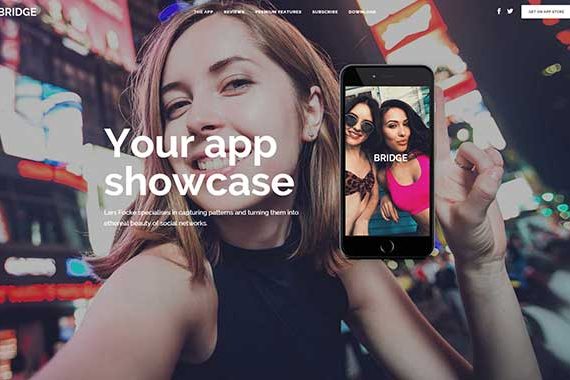 BRIDGE
THE APP REVIEWS PREMIUM FEATURES SUBSCRIBE DOWNLOAD
GET ON APP STORE
Your app
showcase
Lars Focke specialises in capturing patterns and turning them into
ethereal beauty of social networks.
BRIDGE